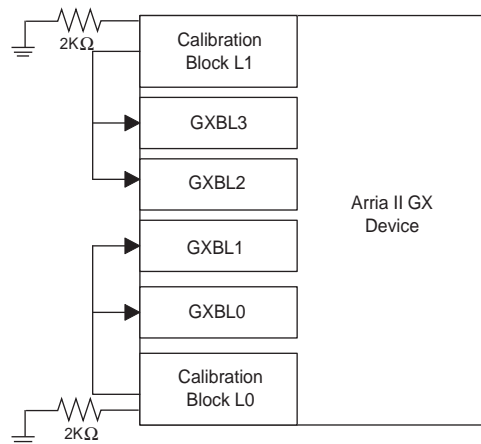 2KΩ
Calibration
Block L1
GXBL3
GXBL2
GXBL1
GXBL0
Calibration
Block L0
2KΩ
Arria II GX
Device